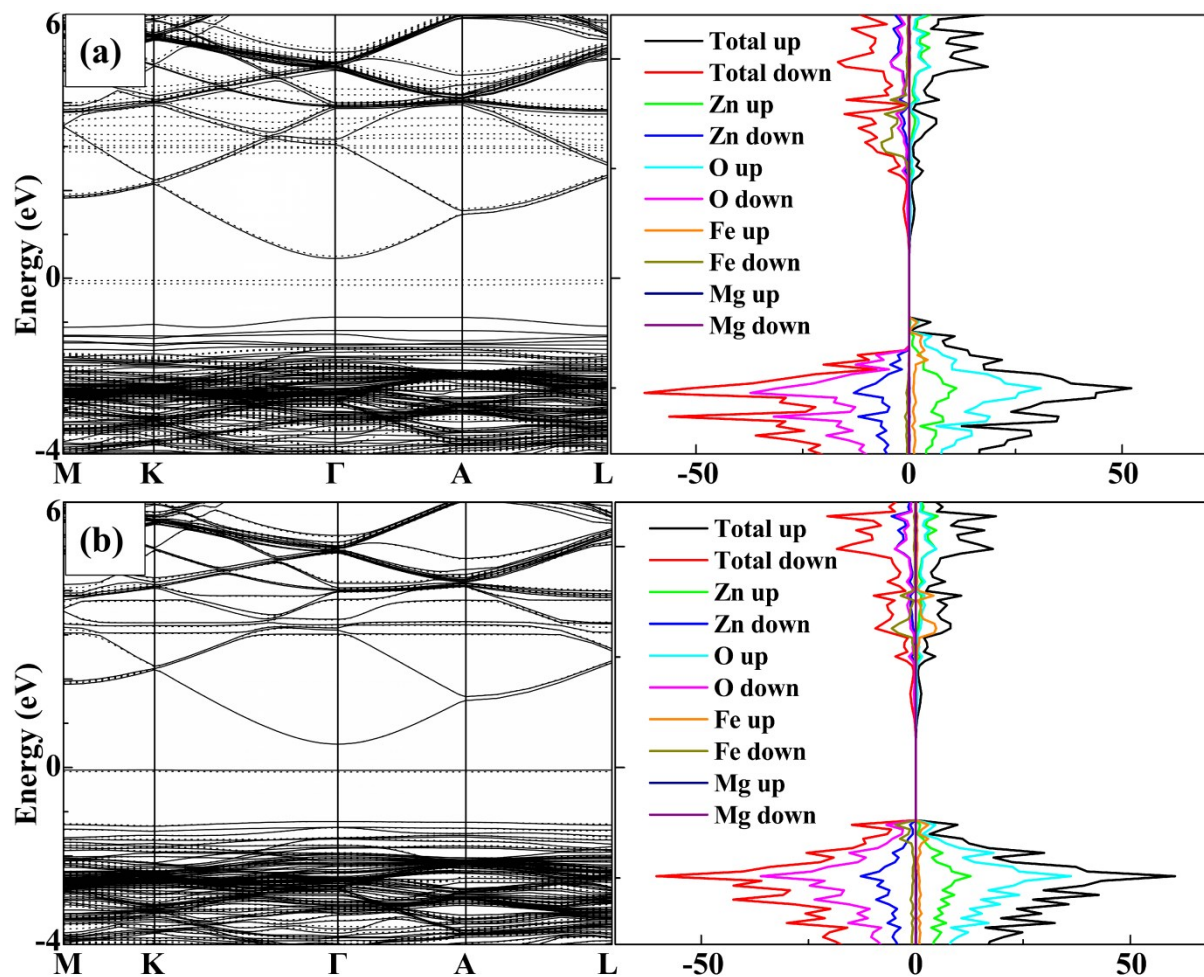 (a)
6
0
-4
Energy (eV)
M K Γ A L
Total up
Total down
Zn up
Zn down
O up
O down
Fe up
Fe down
Mg up
Mg down
-50 0 50
(b)
6
0
-4
Energy (eV)
M K Γ A L
Total up
Total down
Zn up
Zn down
O up
O down
Fe up
Fe down
Mg up
Mg down
-50 0 50